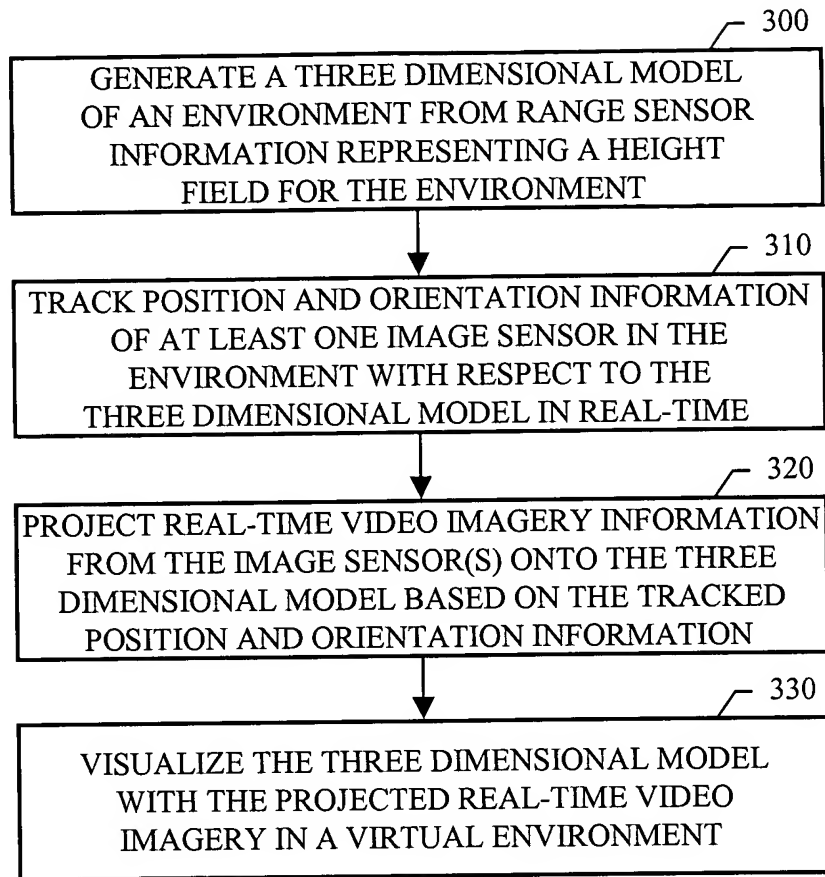 300
GENERATE A THREE DIMENSIONAL MODEL
OF AN ENVIRONMENT FROM RANGE SENSOR
INFORMATION REPRESENTING A HEIGHT
FIELD FOR THE ENVIRONMENT
310
TRACK POSITION AND ORIENTATION INFORMATION
OF AT LEAST ONE IMAGE SENSOR IN THE
ENVIRONMENT WITH RESPECT TO THE
THREE DIMENSIONAL MODEL IN REAL-TIME
320
PROJECT REAL-TIME VIDEO IMAGERY INFORMATION
FROM THE IMAGE SENSOR(S) ONTO THE THREE
DIMENSIONAL MODEL BASED ON THE TRACKED
POSITION AND ORIENTATION INFORMATION
330
VISUALIZE THE THREE DIMENSIONAL MODEL
WITH THE PROJECTED REAL-TIME VIDEO
IMAGERY IN A VIRTUAL ENVIRONMENT